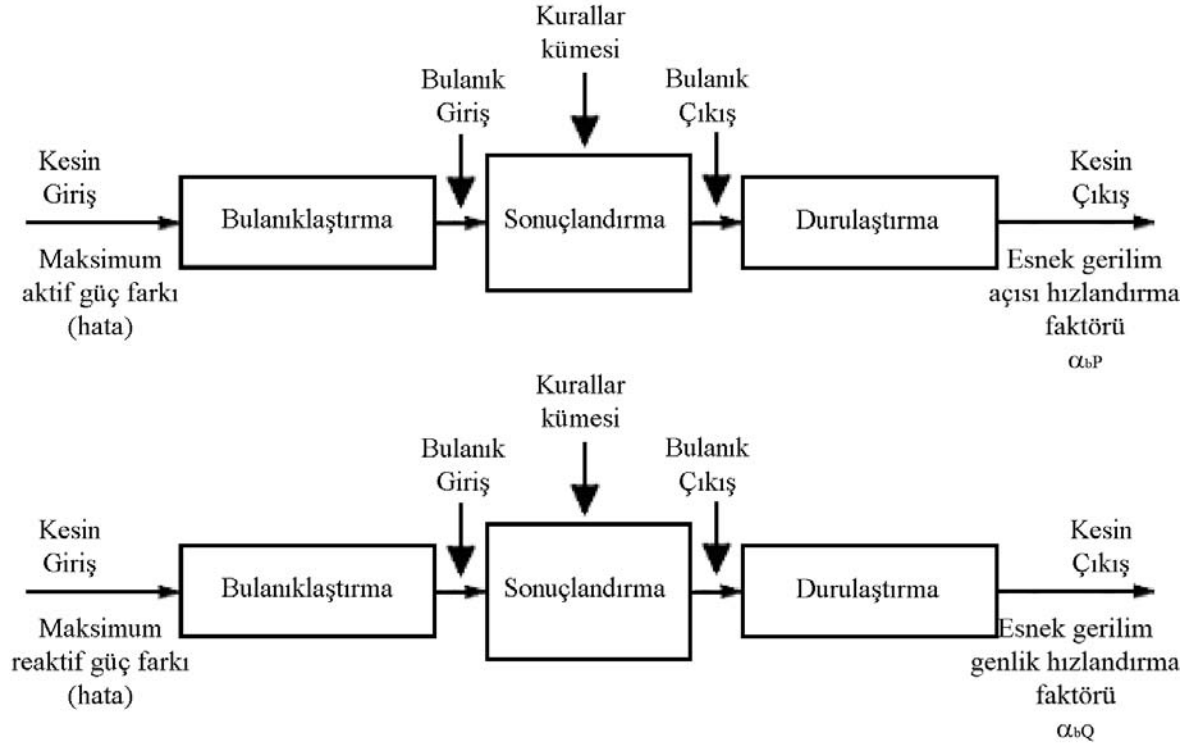 Kurallar
kümesi
Bulanık
Giriş
Bulanık
Çıkış
Kesin
Giriş
Kesin
Çıkış
Bulanıklaştırma
Sonuçlandırma
Durulaştırma
Maksimum
aktif güç farkı
(hata)
Esnek gerilim
açısı hızlandırma
faktörü
αbP
Kurallar
kümesi
Bulanık
Giriş
Bulanık
Çıkış
Kesin
Giriş
Kesin
Çıkış
Bulanıklaştırma
Sonuçlandırma
Durulaştırma
Maksimum
reaktif güç farkı
(hata)
Esnek gerilim
genlik hızlandırma
faktörü
αbQ